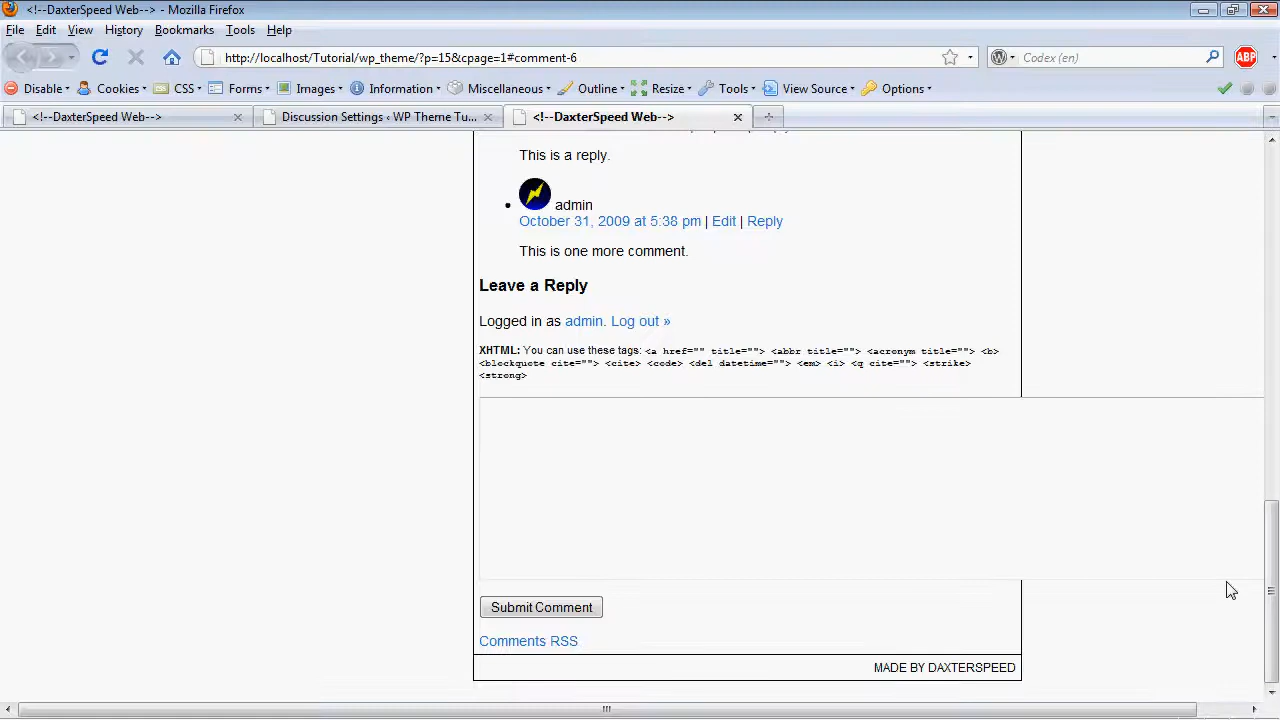 <!--DaxterSpeed Web--> - Mozilla Firefox
File Edit View History Bookmarks Tools Help
http://localhost/Tutorial/wp_theme/?p=15&cpage=1#comment-6
Codex (en)
ABP
Disable Cookies CSS Forms Images Information Miscellaneous Outline Resize Tools View Source Options
<!--DaxterSpeed Web-->
Discussion Settings ‹ WP Theme Tu...
<!--DaxterSpeed Web-->
This is a reply.
admin
October 31, 2009 at 5:38 pm | Edit | Reply
This is one more comment.
Leave a Reply
Logged in as admin. Log out »
XHTML: You can use these tags: <a href="" title=""> <abbr title=""> <acronym title=""> <b>
<blockquote cite=""> <cite> <code> <del datetime=""> <em> <i> <q cite=""> <strike>
<strong>
Submit Comment
Comments RSS
MADE BY DAXTERSPEED